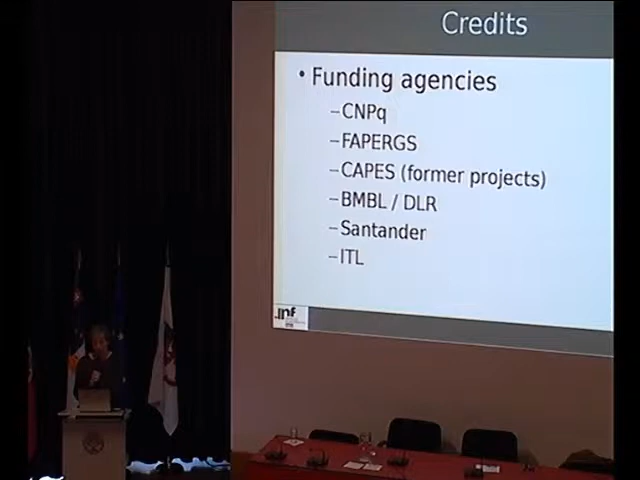 Credits
• Funding agencies
–CNPq
–FAPERGS
–CAPES (former projects)
–BMBL / DLR
–Santander
–ITL
.inf